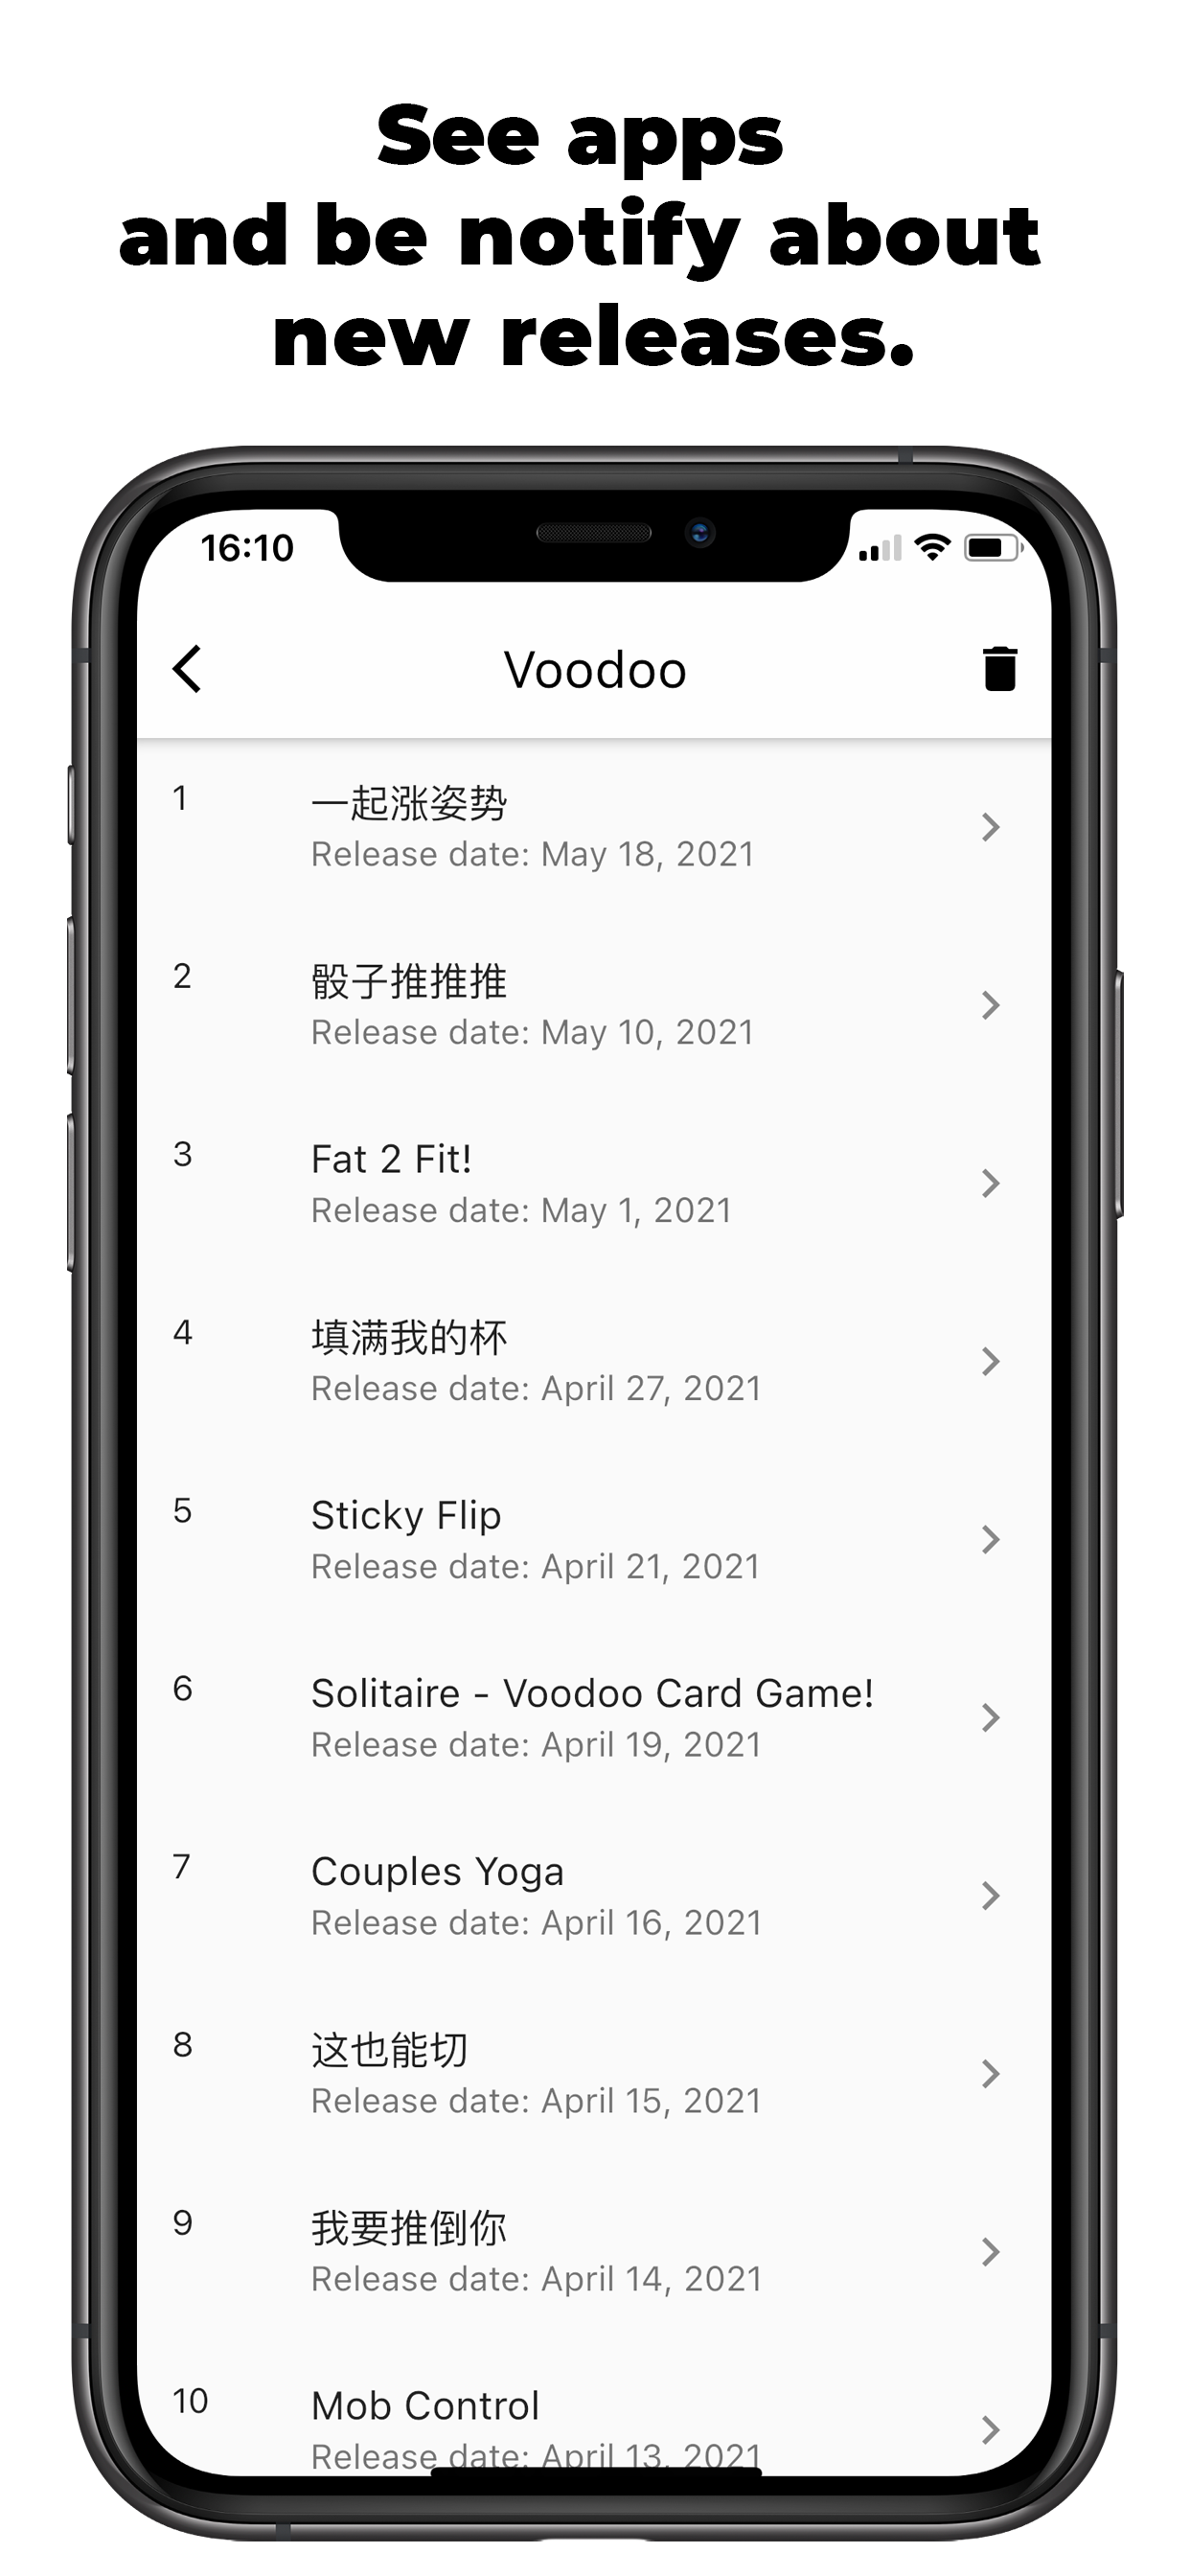 See apps
and be notify about
new releases.
16:10
Voodoo
1
一起涨姿势
Release date: May 18, 2021
2
骰子推推推
Release date: May 10, 2021
3
Fat 2 Fit!
Release date: May 1, 2021
4
填满我的杯
Release date: April 27, 2021
5
Sticky Flip
Release date: April 21, 2021
6
Solitaire - Voodoo Card Game!
Release date: April 19, 2021
7
Couples Yoga
Release date: April 16, 2021
8
这也能切
Release date: April 15, 2021
9
我要推倒你
Release date: April 14, 2021
10
Mob Control
Release date: April 13, 2021